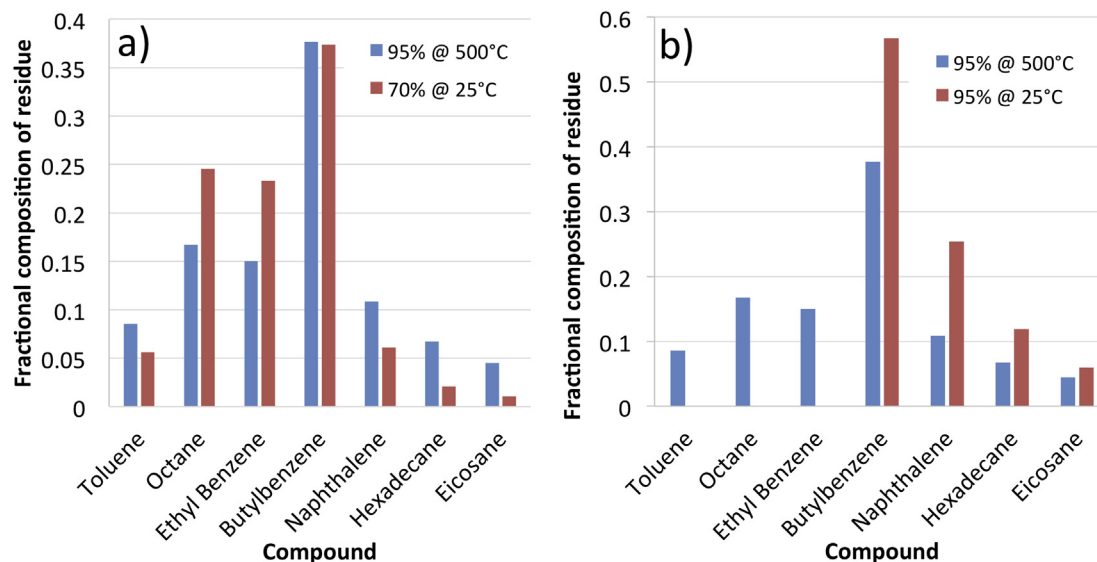 a)
95% @ 500°C
70% @ 25°C
Fractional composition of residue
0.4
0.35
0.3
0.25
0.2
0.15
0.1
0.05
0
Toluene
Octane
Ethyl Benzene
Butylbenzene
Naphthalene
Hexadecane
Eicosane
Compound
b)
95% @ 500°C
95% @ 25°C
Fractional composition of residue
0.6
0.5
0.4
0.3
0.2
0.1
0
Toluene
Octane
Ethyl Benzene
Butylbenzene
Naphthalene
Hexadecane
Eicosane
Compound